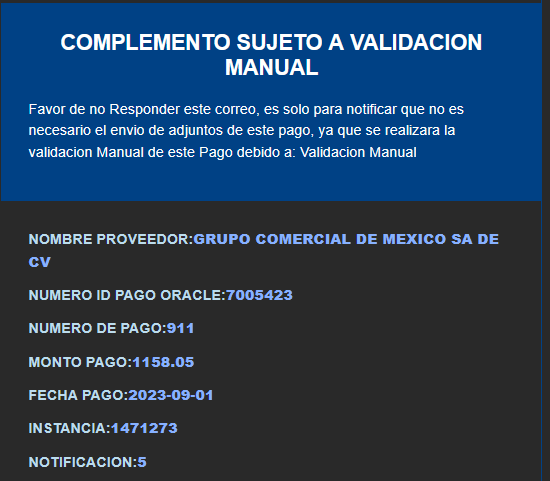 COMPLEMENTO SUJETO A VALIDACION
MANUAL
Favor de no Responder este correo, es solo para notificar que no es
necesario el envio de adjuntos de este pago, ya que se realizara la
validacion Manual de este Pago debido a: Validacion Manual
NOMBRE PROVEEDOR:GRUPO COMERCIAL DE MEXICO SA DE
CV
NUMERO ID PAGO ORACLE:7005423
NUMERO DE PAGO:911
MONTO PAGO:1158.05
FECHA PAGO:2023-09-01
INSTANCIA:1471273
NOTIFICACION:5